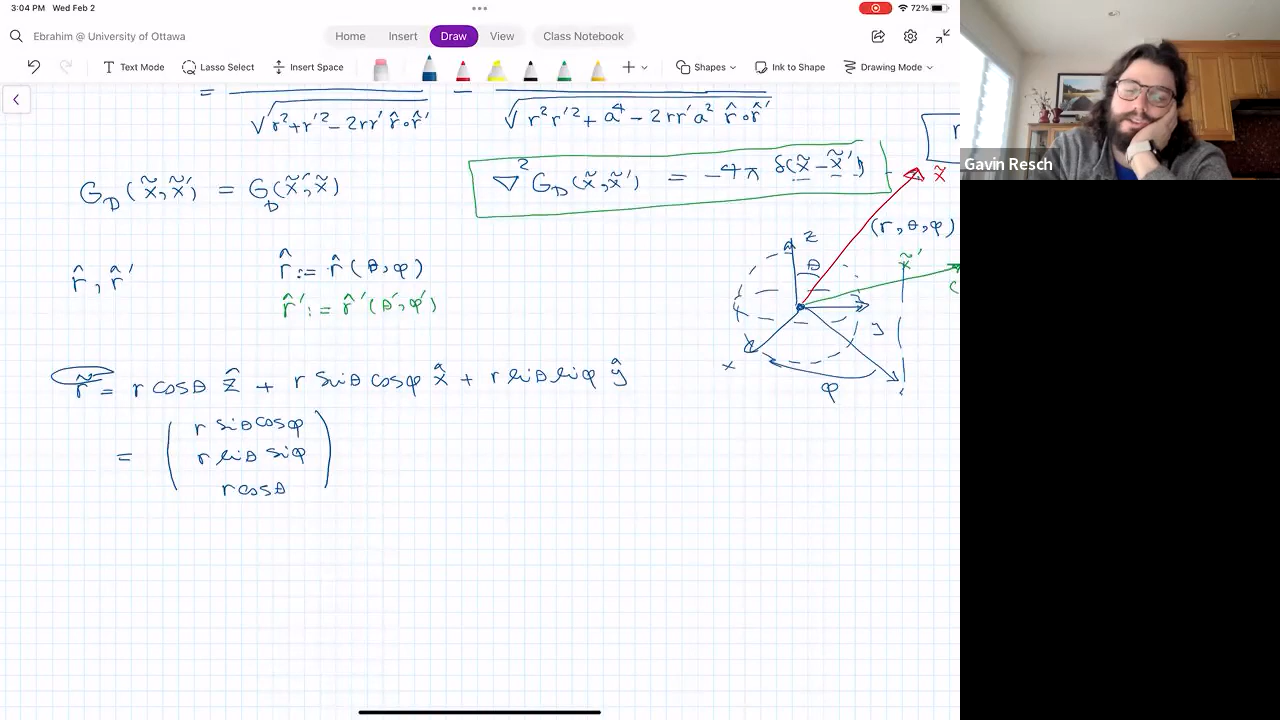 3:04 PM Wed Feb 2
72%
Ebrahim @ University of Ottawa
Home Insert Draw View Class Notebook
Text Mode Lasso Select Insert Space Shapes Ink to Shape Drawing Mode
= √(r² + r'² - 2rr' r̂∘r̂') - √(r² r'² + a⁴ - 2rr'a² r̂∘r̂')
∇² G_D(x̃, x̃') = -4π δ(x̃ - x̃')
G_D(x̃, x̃') = G_D(x̃', x̃)
r
x̃
(r, θ, φ)
z
θ
x̃'
r̂, r̂'
r̂ := r̂(θ, φ)
r̂' := r̂'(θ', φ')
y
x
φ
r̃ = r cosθ ẑ + r sinθ cosφ x̂ + r sinθ sinφ ŷ
= ( r sinθ cosφ
r sinθ sinφ
r cosθ )
Gavin Resch